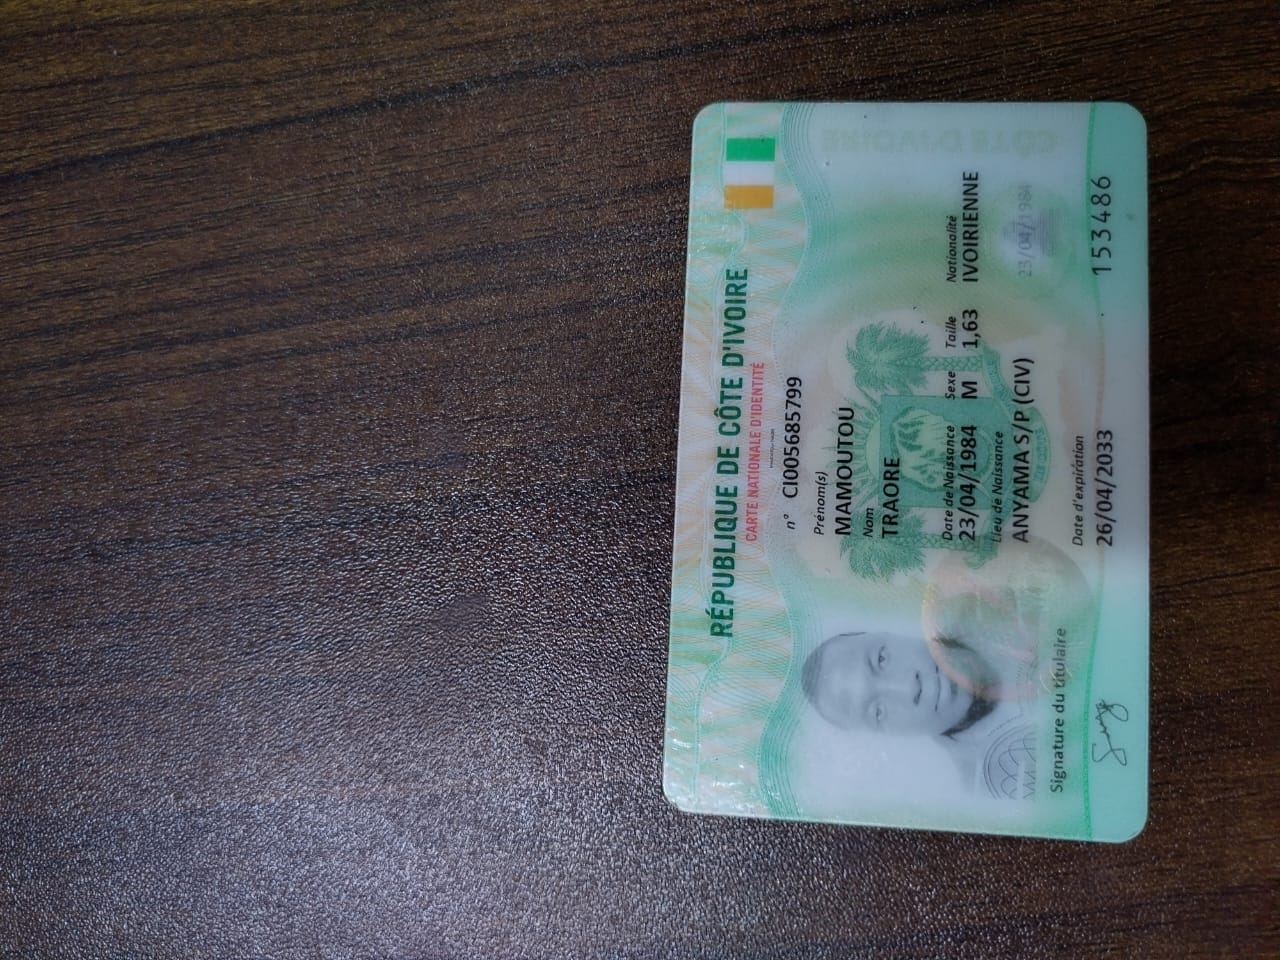 CÔTE D'IVOIRE
RÉPUBLIQUE DE CÔTE D'IVOIRE
CARTE NATIONALE D'IDENTITÉ
n° CI005685799
Prénom(s)
MAMOUTOU
Nom
TRAORE
Date de Naissance Sexe Taille Nationalité
23/04/1984 M 1,63 IVOIRIENNE
Lieu de Naissance
ANYAMA S/P (CIV)
23/04/1984
Date d'expiration
26/04/2033
153486
Signature du titulaire